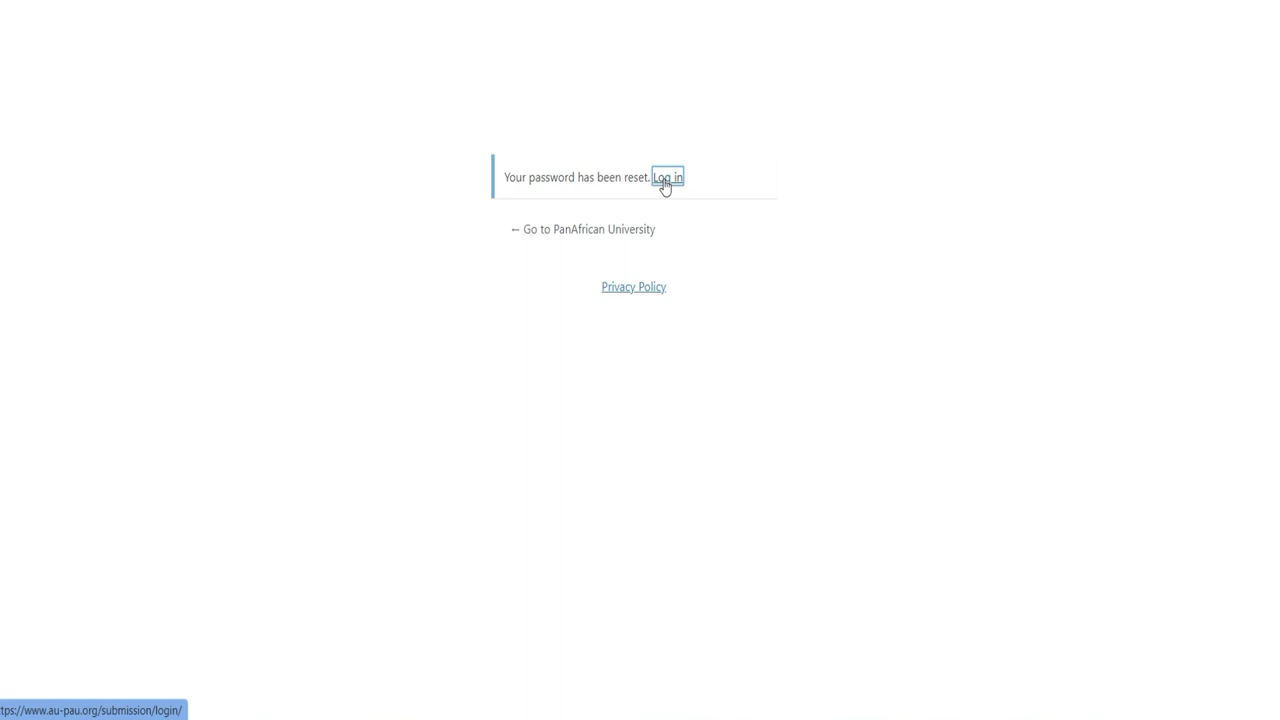 Your password has been reset. Log in
← Go to PanAfrican University
Privacy Policy
ttps://www.au-pau.org/submission/login/